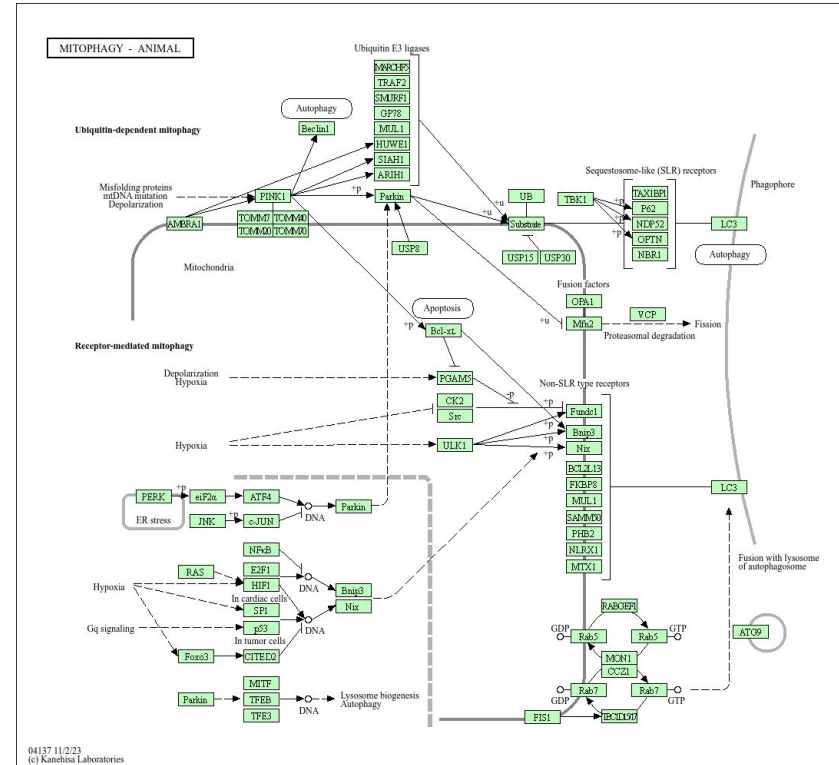 MITOPHAGY - ANIMAL
Ubiquitin E3 ligases
MARCHF5
TRAF2
SMURF1
GP78
MUL1
HUWE1
SIAH1
ARIH1
Autophagy
Beclin1
Ubiquitin-dependent mitophagy
Misfolding proteins
mtDNA mutation
Depolarization
PINK1
+p
Parkin
AMBRA1
TOMM7
TOMM40
TOMM20
TOMM70
USP8
Mitochondria
+u
+u
UB
Substrate
USP15
USP30
TBK1
Sequestosome-like (SLR) receptors
TAX1BP1
P62
NDP52
OPTN
NBR1
+p
+p
+p
Phagophore
LC3
Autophagy
Fusion factors
OPA1
Mfn2
VCP
Fission
Proteasomal degradation
+u
Apoptosis
+p
Bcl-xL
Receptor-mediated mitophagy
Depolarization
Hypoxia
PGAM5
-p
CK2
Src
Hypoxia
ULK1
Non-SLR type receptors
+p
+p
+p
+p
Fundc1
Bnip3
Nix
BCL2L13
FKBP8
MUL1
SAMM50
PHB2
NLRX1
MTX1
LC3
PERK
+p
eiF2α
ATF4
DNA
Parkin
ER stress
JNK
+p
c-JUN
NFκB
RAS
E2F1
HIF1
DNA
Bnip3
Nix
Hypoxia
In cardiac cells
SP1
Gq signaling
p53
DNA
In tumor cells
Foxo3
CITED2
MITF
Parkin
TFEB
TFE3
DNA
Lysosome biogenesis
Autophagy
Fusion with lysosome
of autophagosome
RABGEF1
GDP
Rab5
Rab5
GTP
MON1
CCZ1
Rab7
Rab7
GDP
GTP
FIS1
TBC1D15/17
ATG9
04137 11/2/23
(c) Kanehisa Laboratories